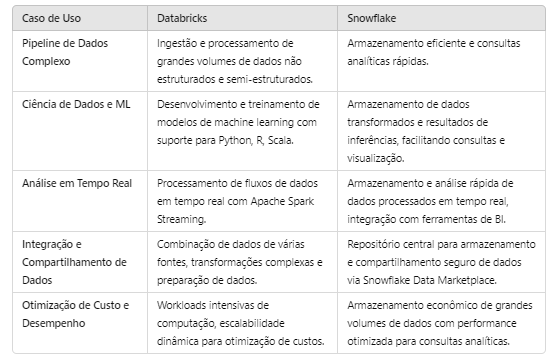 Caso de Uso
Databricks
Snowflake
Pipeline de Dados
Complexo
Ingestão e processamento de
grandes volumes de dados não
estruturados e semi-estruturados.
Armazenamento eficiente e consultas
analíticas rápidas.
Ciência de Dados e ML
Desenvolvimento e treinamento de
modelos de machine learning com
suporte para Python, R, Scala.
Armazenamento de dados
transformados e resultados de
inferências, facilitando consultas e
visualização.
Análise em Tempo Real
Processamento de fluxos de dados
em tempo real com Apache Spark
Streaming.
Armazenamento e análise rápida de
dados processados em tempo real,
integração com ferramentas de BI.
Integração e
Compartilhamento de
Dados
Combinação de dados de várias
fontes, transformações complexas e
preparação de dados.
Repositório central para armazenamento
e compartilhamento seguro de dados
via Snowflake Data Marketplace.
Otimização de Custo e
Desempenho
Workloads intensivas de
computação, escalabilidade
dinâmica para otimização de custos.
Armazenamento econômico de grandes
volumes de dados com performance
otimizada para consultas analíticas.